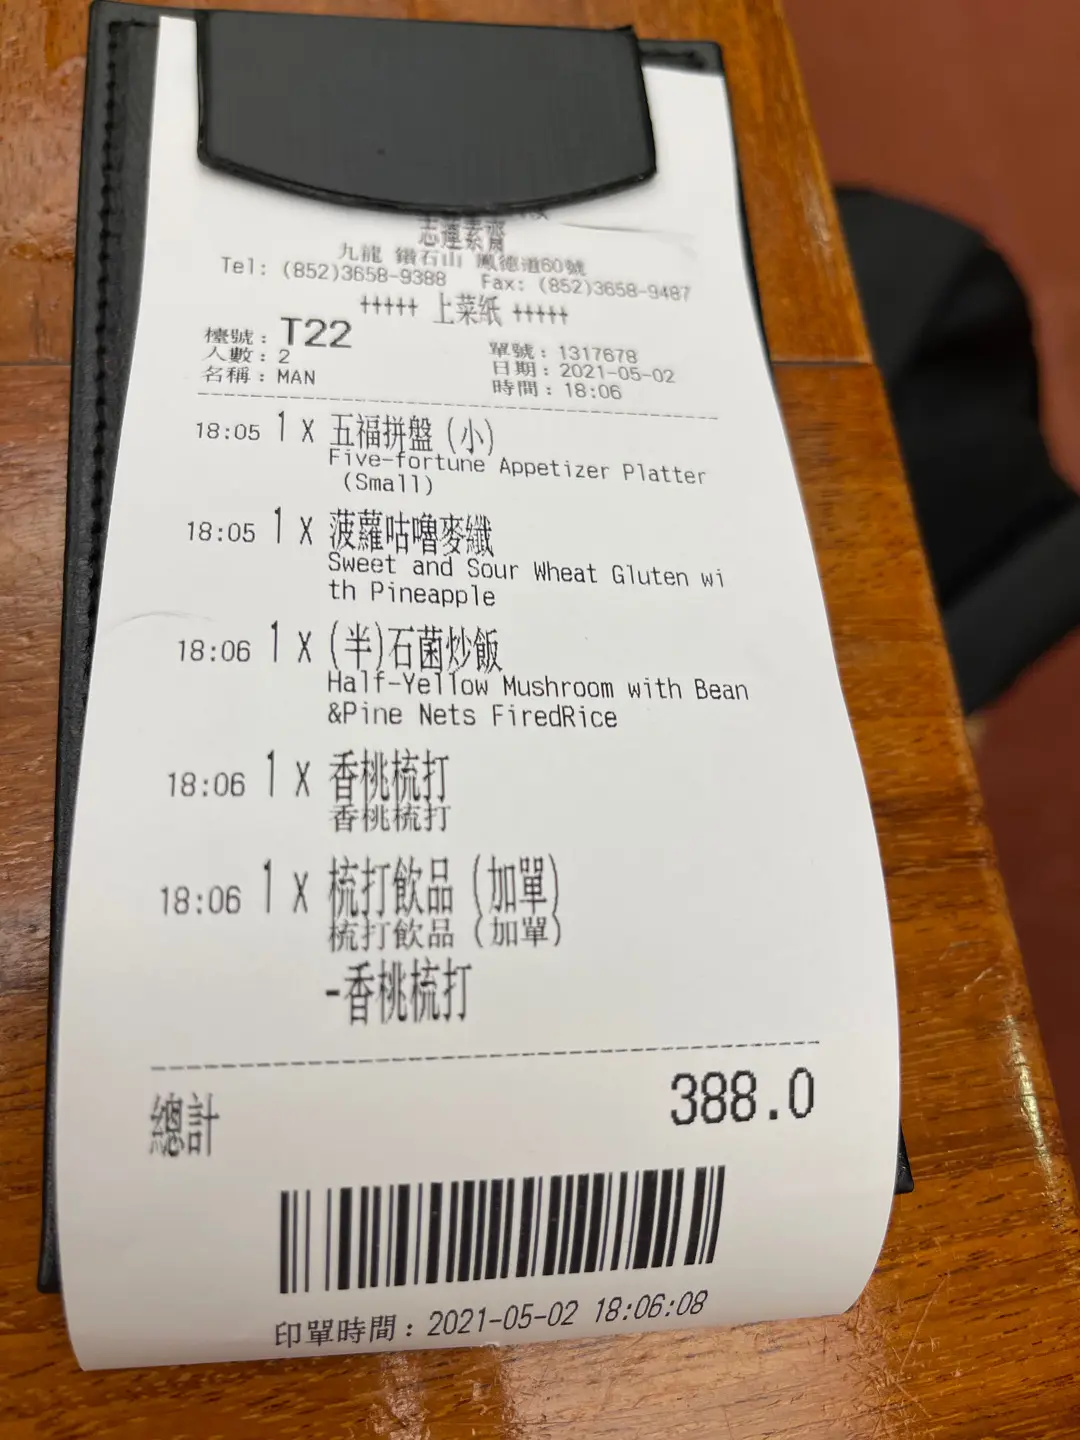 志蓮素齋
九龍 鑽石山 鳳德道60號
Tel: (852)3658-9388 Fax: (852)3658-9487
+++++ 上菜紙 +++++
檯號: T22
人數: 2
名稱: MAN
單號: 1317678
日期: 2021-05-02
時間: 18:06
18:05 1 x 五福拼盤 (小)
Five-fortune Appetizer Platter
(Small)
18:05 1 x 菠蘿咕嚕麥纖
Sweet and Sour Wheat Gluten wi
th Pineapple
18:06 1 x (半)石菌炒飯
Half-Yellow Mushroom with Bean
&Pine Nets FiredRice
18:06 1 x 香桃梳打
香桃梳打
18:06 1 x 梳打飲品 (加單)
梳打飲品 (加單)
-香桃梳打
總計 388.0
印單時間: 2021-05-02 18:06:08